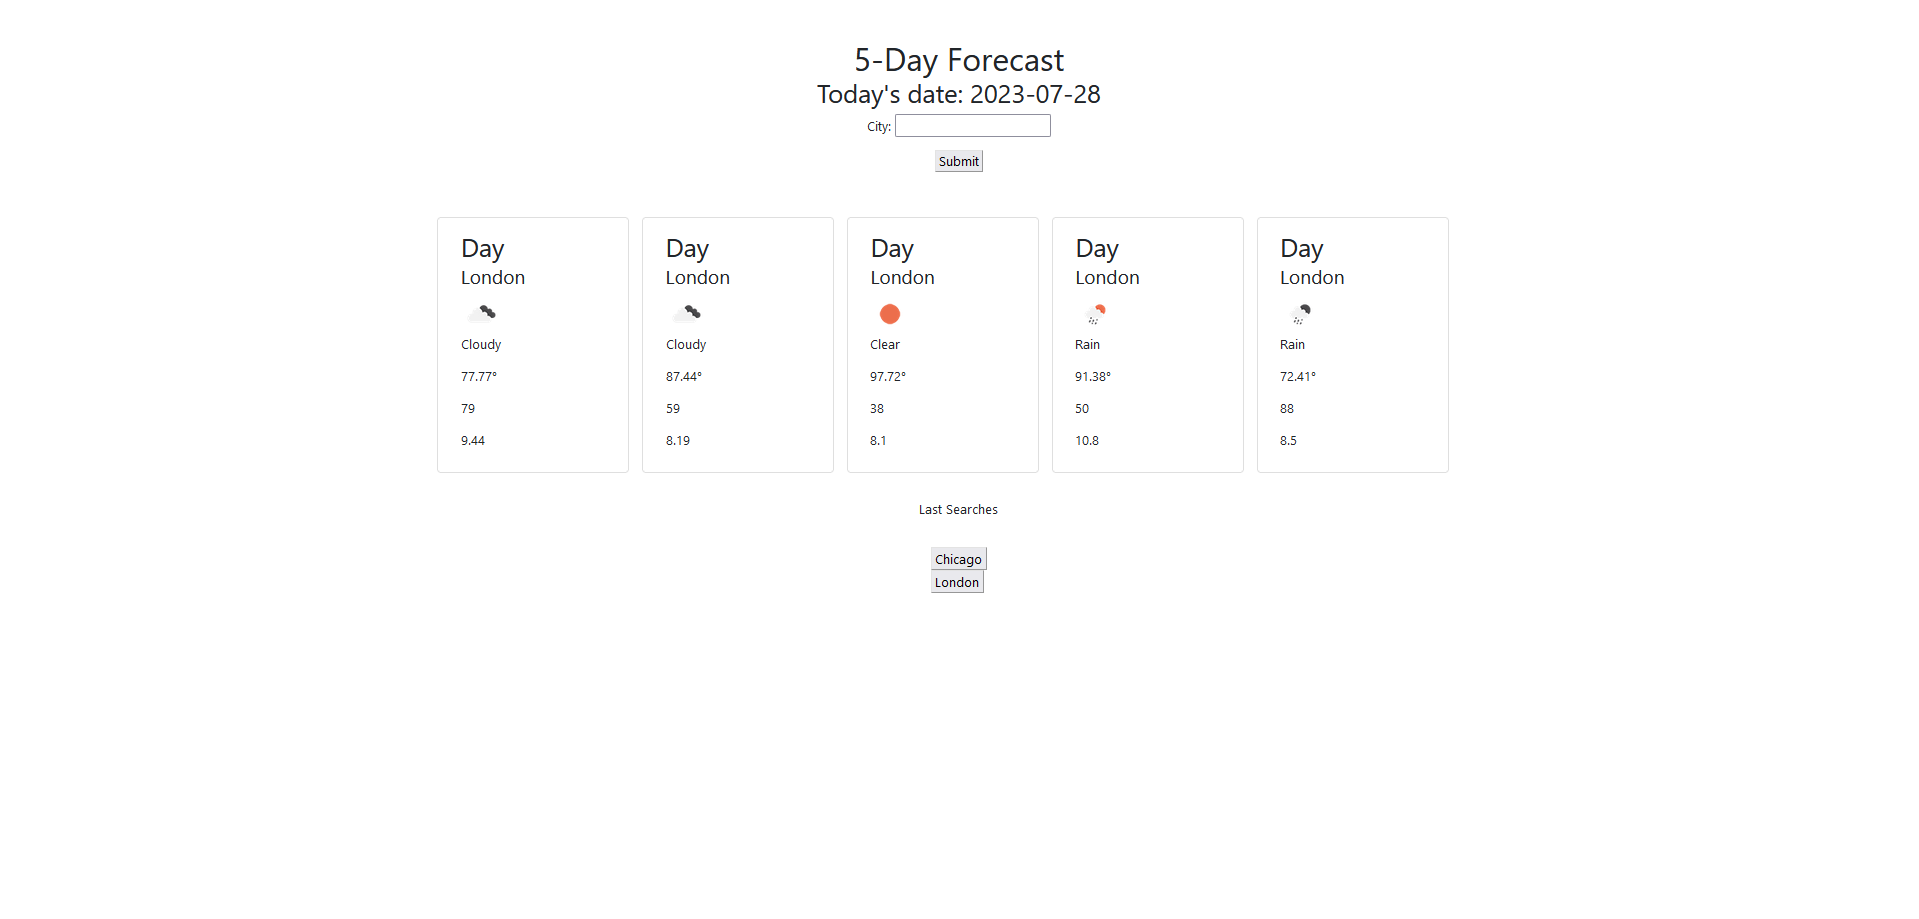 5-Day Forecast
Today's date: 2023-07-28
City:
Submit
Day
London
Cloudy
77.77°
79
9.44
Day
London
Cloudy
87.44°
59
8.19
Day
London
Clear
97.72°
38
8.1
Day
London
Rain
91.38°
50
10.8
Day
London
Rain
72.41°
88
8.5
Last Searches
Chicago
London